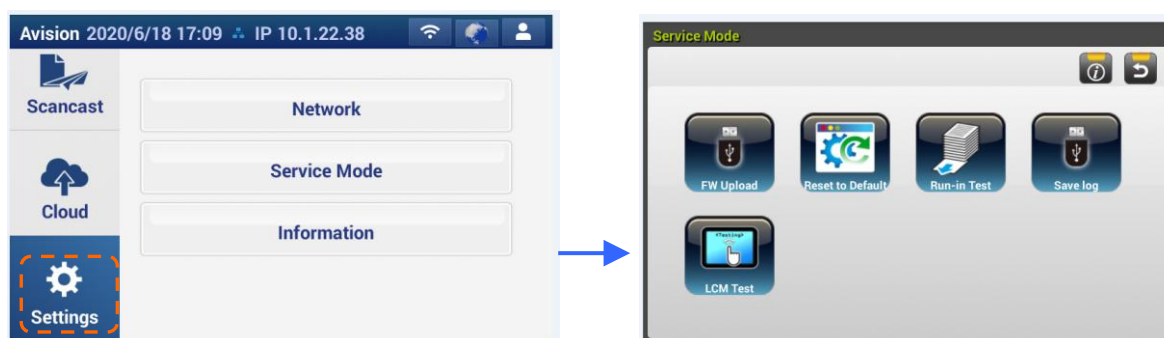 Avision 2020/6/18 17:09 IP 10.1.22.38
Scancast
Cloud
Settings
Network
Service Mode
Information
Service Mode
FW Upload
Reset to Default
Run-in Test
Save log
<Testing>
LCM Test